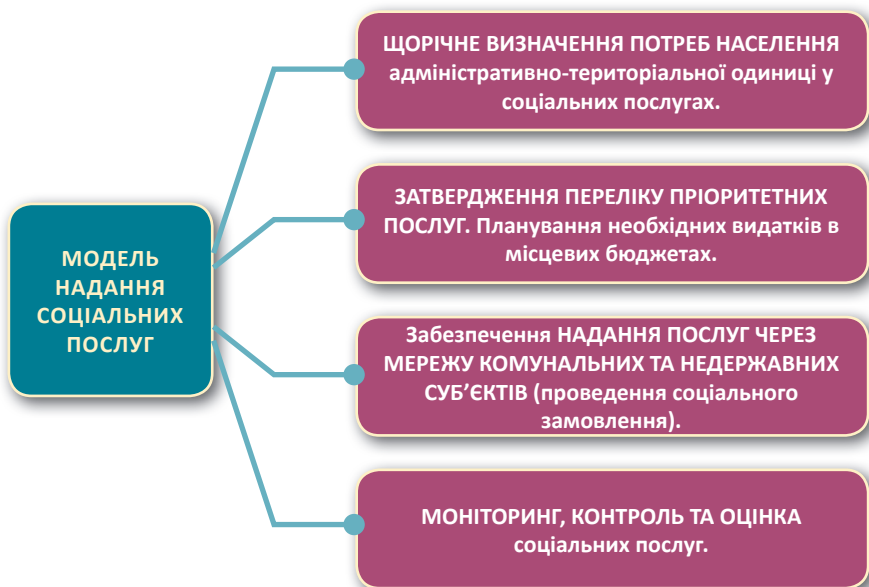 МОДЕЛЬ
НАДАННЯ
СОЦІАЛЬНИХ
ПОСЛУГ
ЩОРІЧНЕ ВИЗНАЧЕННЯ ПОТРЕБ НАСЕЛЕННЯ
адміністративно-територіальної одиниці у
соціальних послугах.
ЗАТВЕРДЖЕННЯ ПЕРЕЛІКУ ПРІОРИТЕТНИХ
ПОСЛУГ. Планування необхідних видатків в
місцевих бюджетах.
Забезпечення НАДАННЯ ПОСЛУГ ЧЕРЕЗ
МЕРЕЖУ КОМУНАЛЬНИХ ТА НЕДЕРЖАВНИХ
СУБ’ЄКТІВ (проведення соціального
замовлення).
МОНІТОРИНГ, КОНТРОЛЬ ТА ОЦІНКА
соціальних послуг.